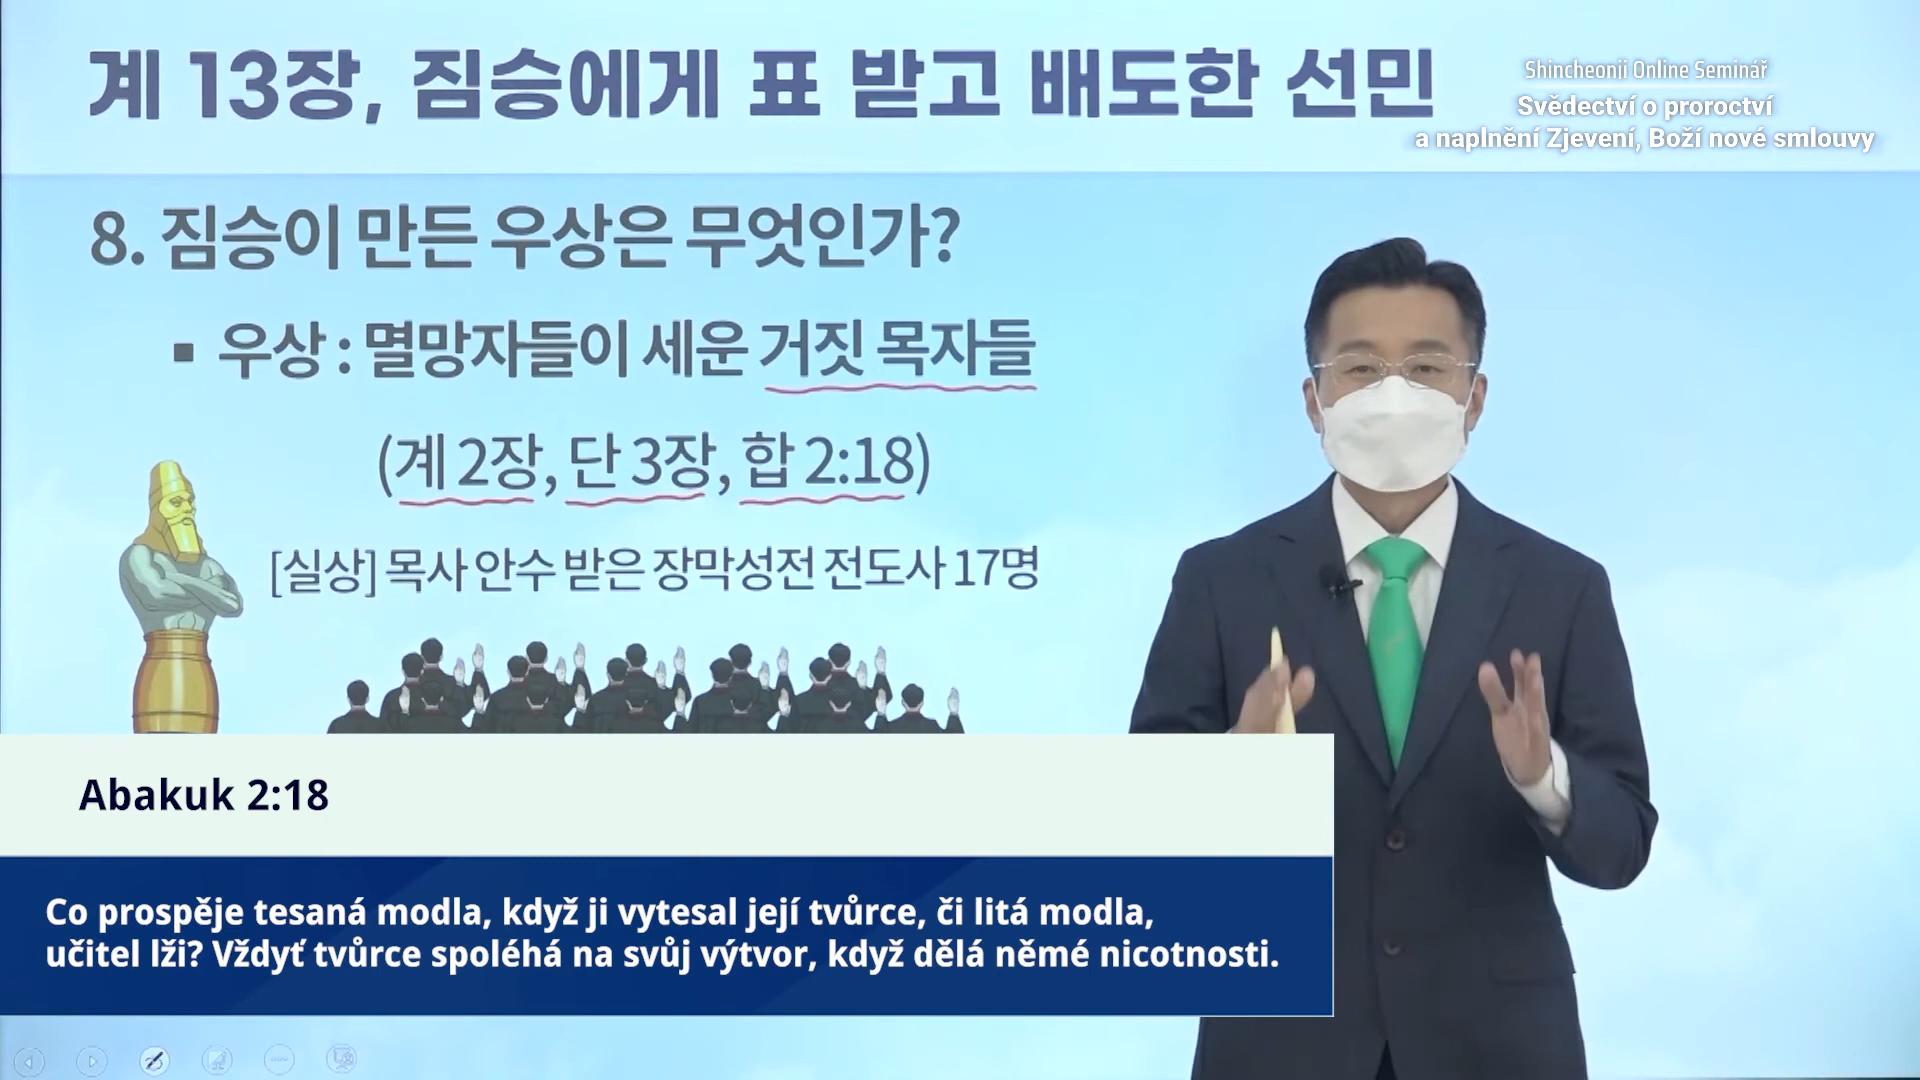 계 13장, 짐승에게 표 받고 배도한 선민
Shincheonji Online Seminář
Svědectví o proroctví
a naplnění Zjevení, Boží nové smlouvy
8. 짐승이 만든 우상은 무엇인가?
▪ 우상 : 멸망자들이 세운 거짓 목자들
(계 2장, 단 3장, 합 2:18)
[실상] 목사 안수 받은 장막성전 전도사 17명
Abakuk 2:18
Co prospěje tesaná modla, když ji vytesal její tvůrce, či litá modla,
učitel lži? Vždyť tvůrce spoléhá na svůj výtvor, když dělá němé nicotnosti.